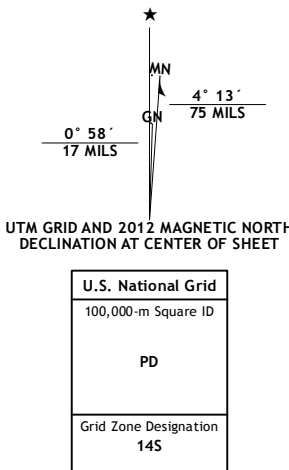 ★
MN
GN
4° 13´
75 MILS
0° 58´
17 MILS
UTM GRID AND 2012 MAGNETIC NORTH
DECLINATION AT CENTER OF SHEET
U.S. National Grid
100,000-m Square ID
PD
Grid Zone Designation
14S